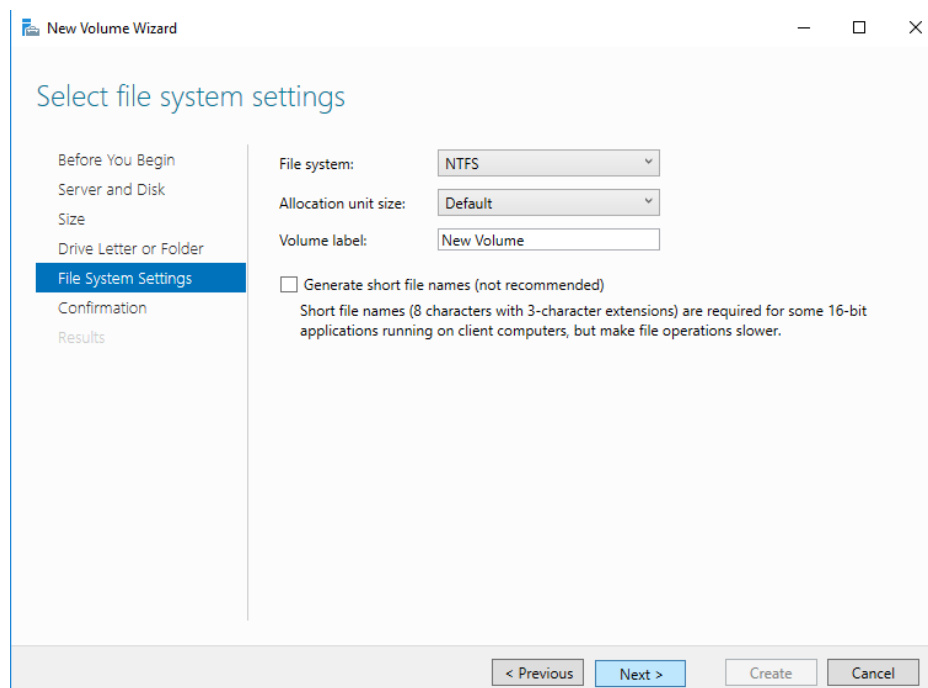 New Volume Wizard
Select file system settings
Before You Begin
Server and Disk
Size
Drive Letter or Folder
File System Settings
Confirmation
Results
File system:
NTFS
Allocation unit size:
Default
Volume label:
New Volume
Generate short file names (not recommended)
Short file names (8 characters with 3-character extensions) are required for some 16-bit
applications running on client computers, but make file operations slower.
< Previous
Next >
Create
Cancel